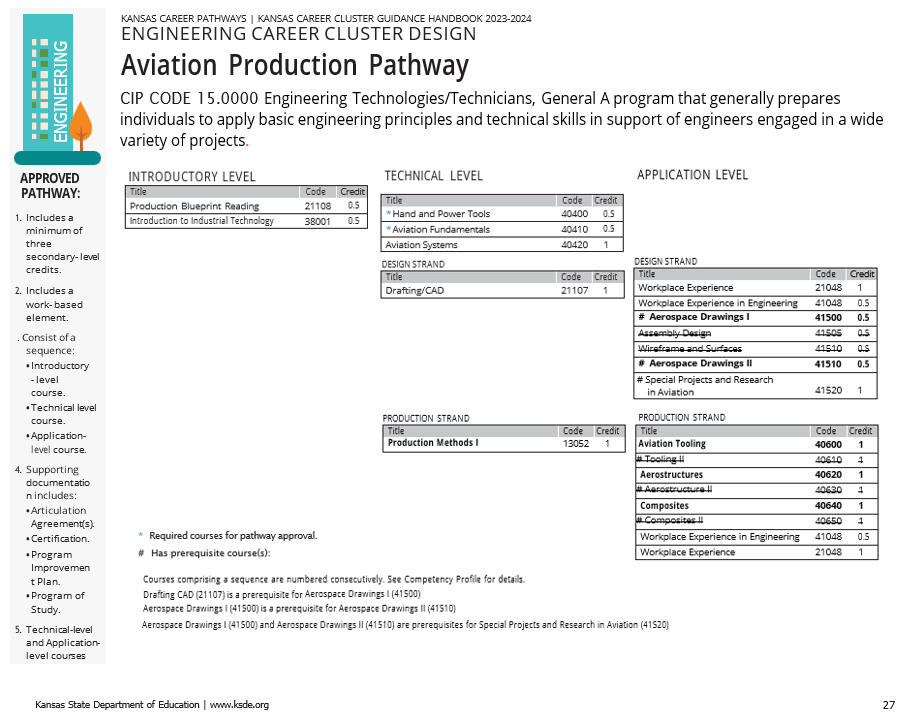 KANSAS CAREER PATHWAYS | KANSAS CAREER CLUSTER GUIDANCE HANDBOOK 2023-2024
ENGINEERING CAREER CLUSTER DESIGN
Aviation Production Pathway
CIP CODE 15.0000 Engineering Technologies/Technicians, General A program that generally prepares
individuals to apply basic engineering principles and technical skills in support of engineers engaged in a wide
variety of projects.
ENGINEERING
APPROVED
PATHWAY:
1. Includes a
minimum of
three
secondary-level
credits.
2. Includes a
work-based
element.
. Consist of a
sequence:
•Introductory
-level
course.
•Technical level
course.
•Application-
level course.
4. Supporting
documentatio
n includes:
•Articulation
Agreement(s).
•Certification.
•Program
Improvemen
t Plan.
•Program of
Study.
5. Technical-level
and Application-
level courses
INTRODUCTORY LEVEL
Title Code Credit
Production Blueprint Reading 21108 0.5
Introduction to Industrial Technology 38001 0.5
TECHNICAL LEVEL
Title Code Credit
*Hand and Power Tools 40400 0.5
*Aviation Fundamentals 40410 0.5
Aviation Systems 40420 1
DESIGN STRAND
Title Code Credit
Drafting/CAD 21107 1
PRODUCTION STRAND
Title Code Credit
Production Methods I 13052 1
APPLICATION LEVEL
DESIGN STRAND
Title Code Credit
Workplace Experience 21048 1
Workplace Experience in Engineering 41048 0.5
# Aerospace Drawings I 41500 0.5
Assembly Design 41505 0.5
Wireframe and Surfaces 41510 0.5
# Aerospace Drawings II 41510 0.5
# Special Projects and Research
in Aviation 41520 1
PRODUCTION STRAND
Title Code Credit
Aviation Tooling 40600 1
# Tooling II 40610 1
Aerostructures 40620 1
# Aerostructure II 40630 1
Composites 40640 1
# Composites II 40650 1
Workplace Experience in Engineering 41048 0.5
Workplace Experience 21048 1
* Required courses for pathway approval.
# Has prerequisite course(s):
Courses comprising a sequence are numbered consecutively. See Competency Profile for details.
Drafting CAD (21107) is a prerequisite for Aerospace Drawings I (41500)
Aerospace Drawings I (41500) is a prerequisite for Aerospace Drawings II (41510)
Aerospace Drawings I (41500) and Aerospace Drawings II (41510) are prerequisites for Special Projects and Research in Aviation (41520)
Kansas State Department of Education | www.ksde.org
27